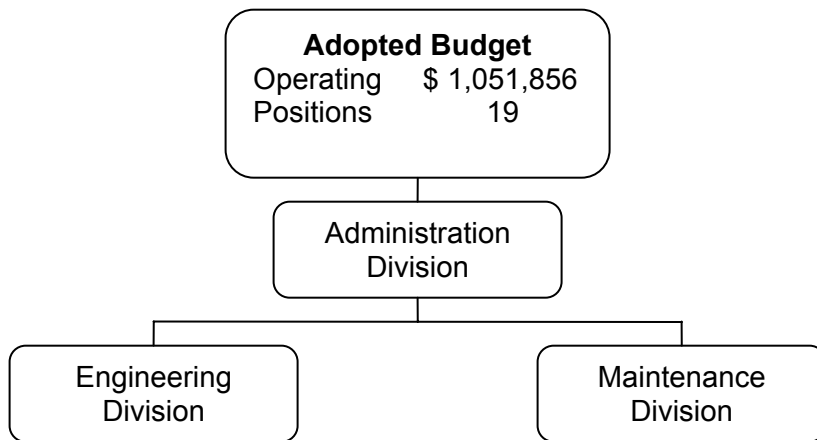 Adopted Budget
Operating $ 1,051,856
Positions 19
Administration
Division
Engineering
Division
Maintenance
Division